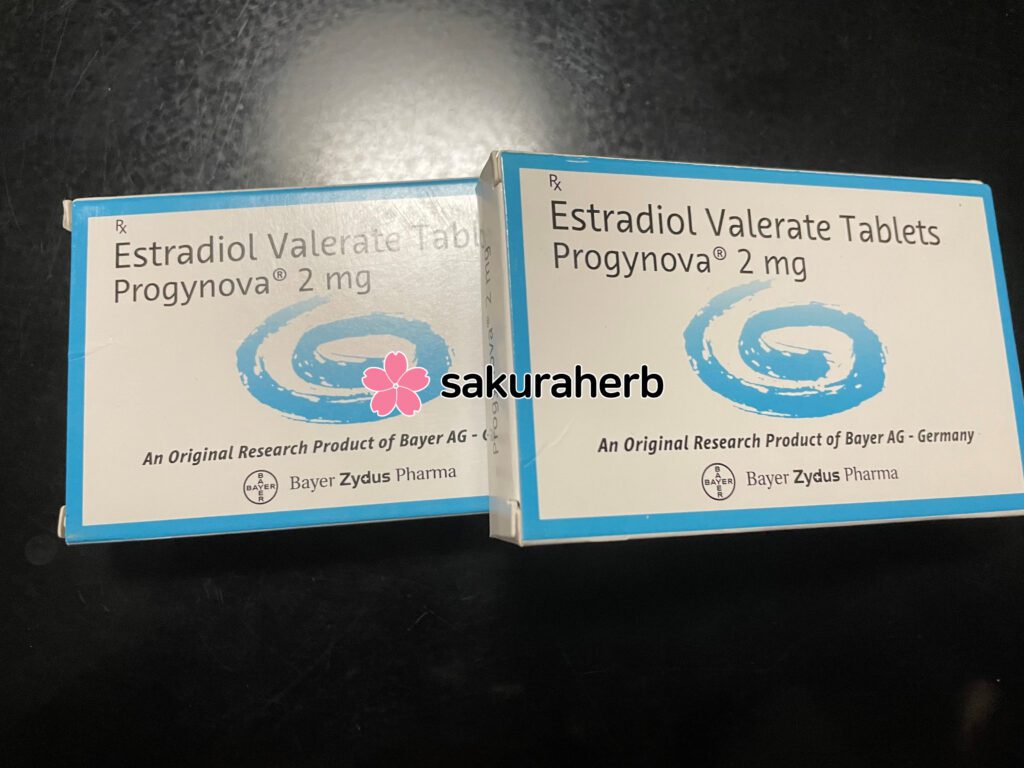 Rx
Estradiol Valerate
Progynova® 2 mg
An Original Research Product of Bayer AG -
BAYER
BAYER
Bayer Zydus Pharma
Progynova® 2 mg
Rx
Estradiol Valerate Tablets
Progynova® 2 mg
An Original Research Product of Bayer AG - Germany
BAYER
BAYER
Bayer Zydus Pharma
sakuraherb